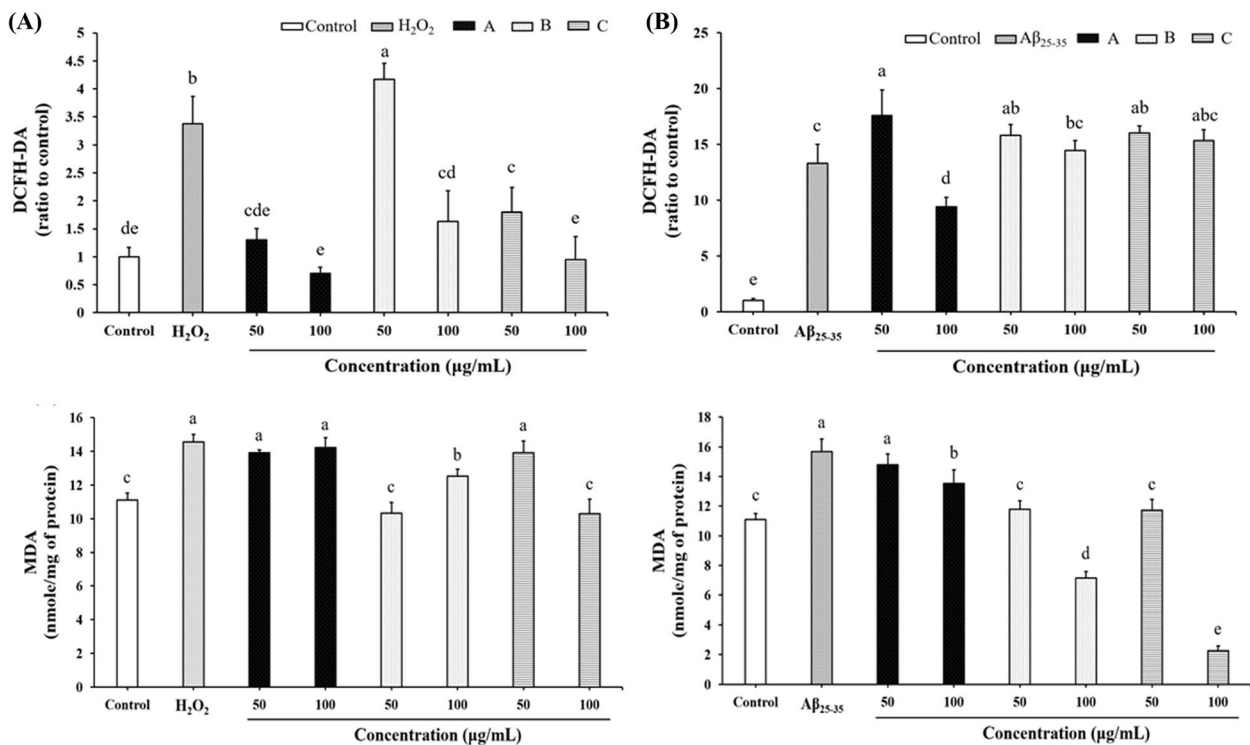 (A)
Control H₂O₂ A B C
DCFH-DA
(ratio to control)
5
4.5
4
3.5
3
2.5
2
1.5
1
0.5
0
de
b
cde
e
a
cd
c
e
Control H₂O₂ 50 100 50 100 50 100
Concentration (µg/mL)
(B)
Control Aβ₂₅₋₃₅ A B C
DCFH-DA
(ratio to control)
25
20
15
10
5
0
e
c
a
d
ab
bc
ab
abc
Control Aβ₂₅₋₃₅ 50 100 50 100 50 100
Concentration (µg/mL)
MDA
(nmole/mg of protein)
16
14
12
10
8
6
4
2
0
c
a
a
a
c
b
a
c
Control H₂O₂ 50 100 50 100 50 100
Concentration (µg/mL)
MDA
(nmole/mg of protein)
18
16
14
12
10
8
6
4
2
0
c
a
a
b
c
d
c
e
Control Aβ₂₅₋₃₅ 50 100 50 100 50 100
Concentration (µg/mL)